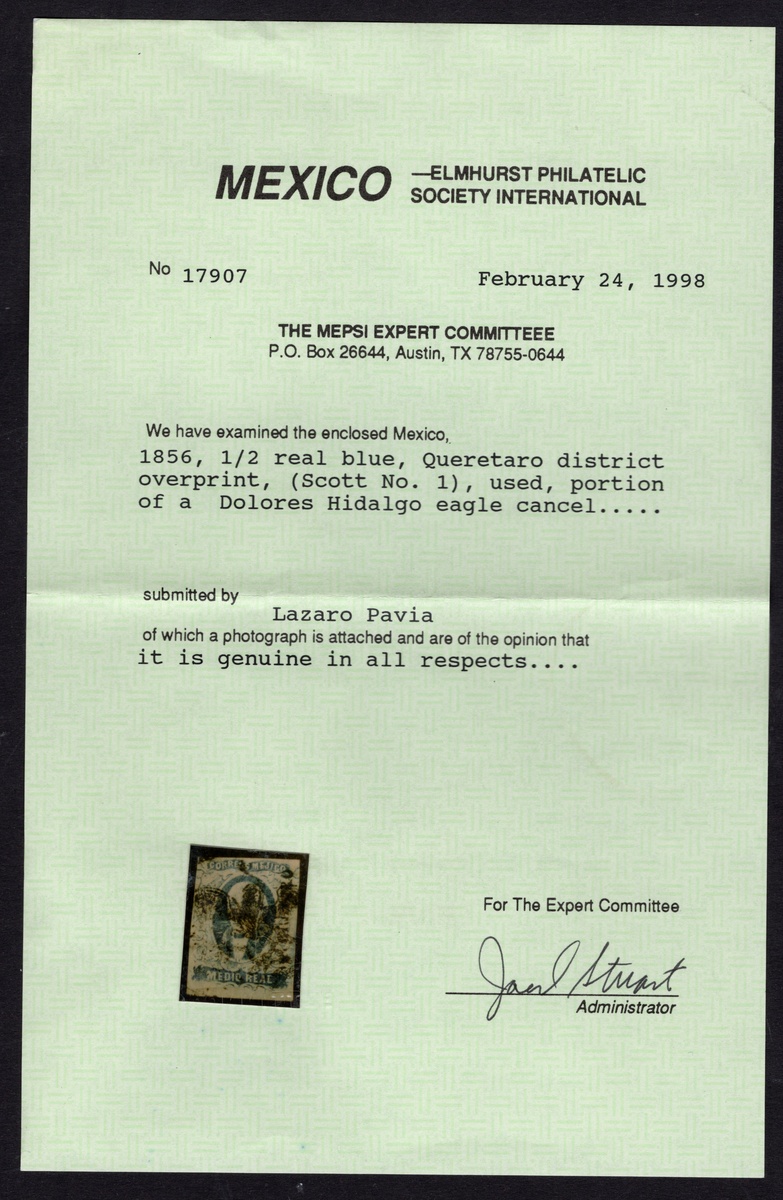 MEXICO —ELMHURST PHILATELIC
SOCIETY INTERNATIONAL
No 17907
February 24, 1998
THE MEPSI EXPERT COMMITTEEE
P.O. Box 26644, Austin, TX 78755-0644
We have examined the enclosed Mexico,
1856, 1/2 real blue, Queretaro district
overprint, (Scott No. 1), used, portion
of a Dolores Hidalgo eagle cancel.....
submitted by
Lazaro Pavia
of which a photograph is attached and are of the opinion that
it is genuine in all respects....
CORREOS MEJICO
MEDIO REAL
For The Expert Committee
Stuart
Administrator